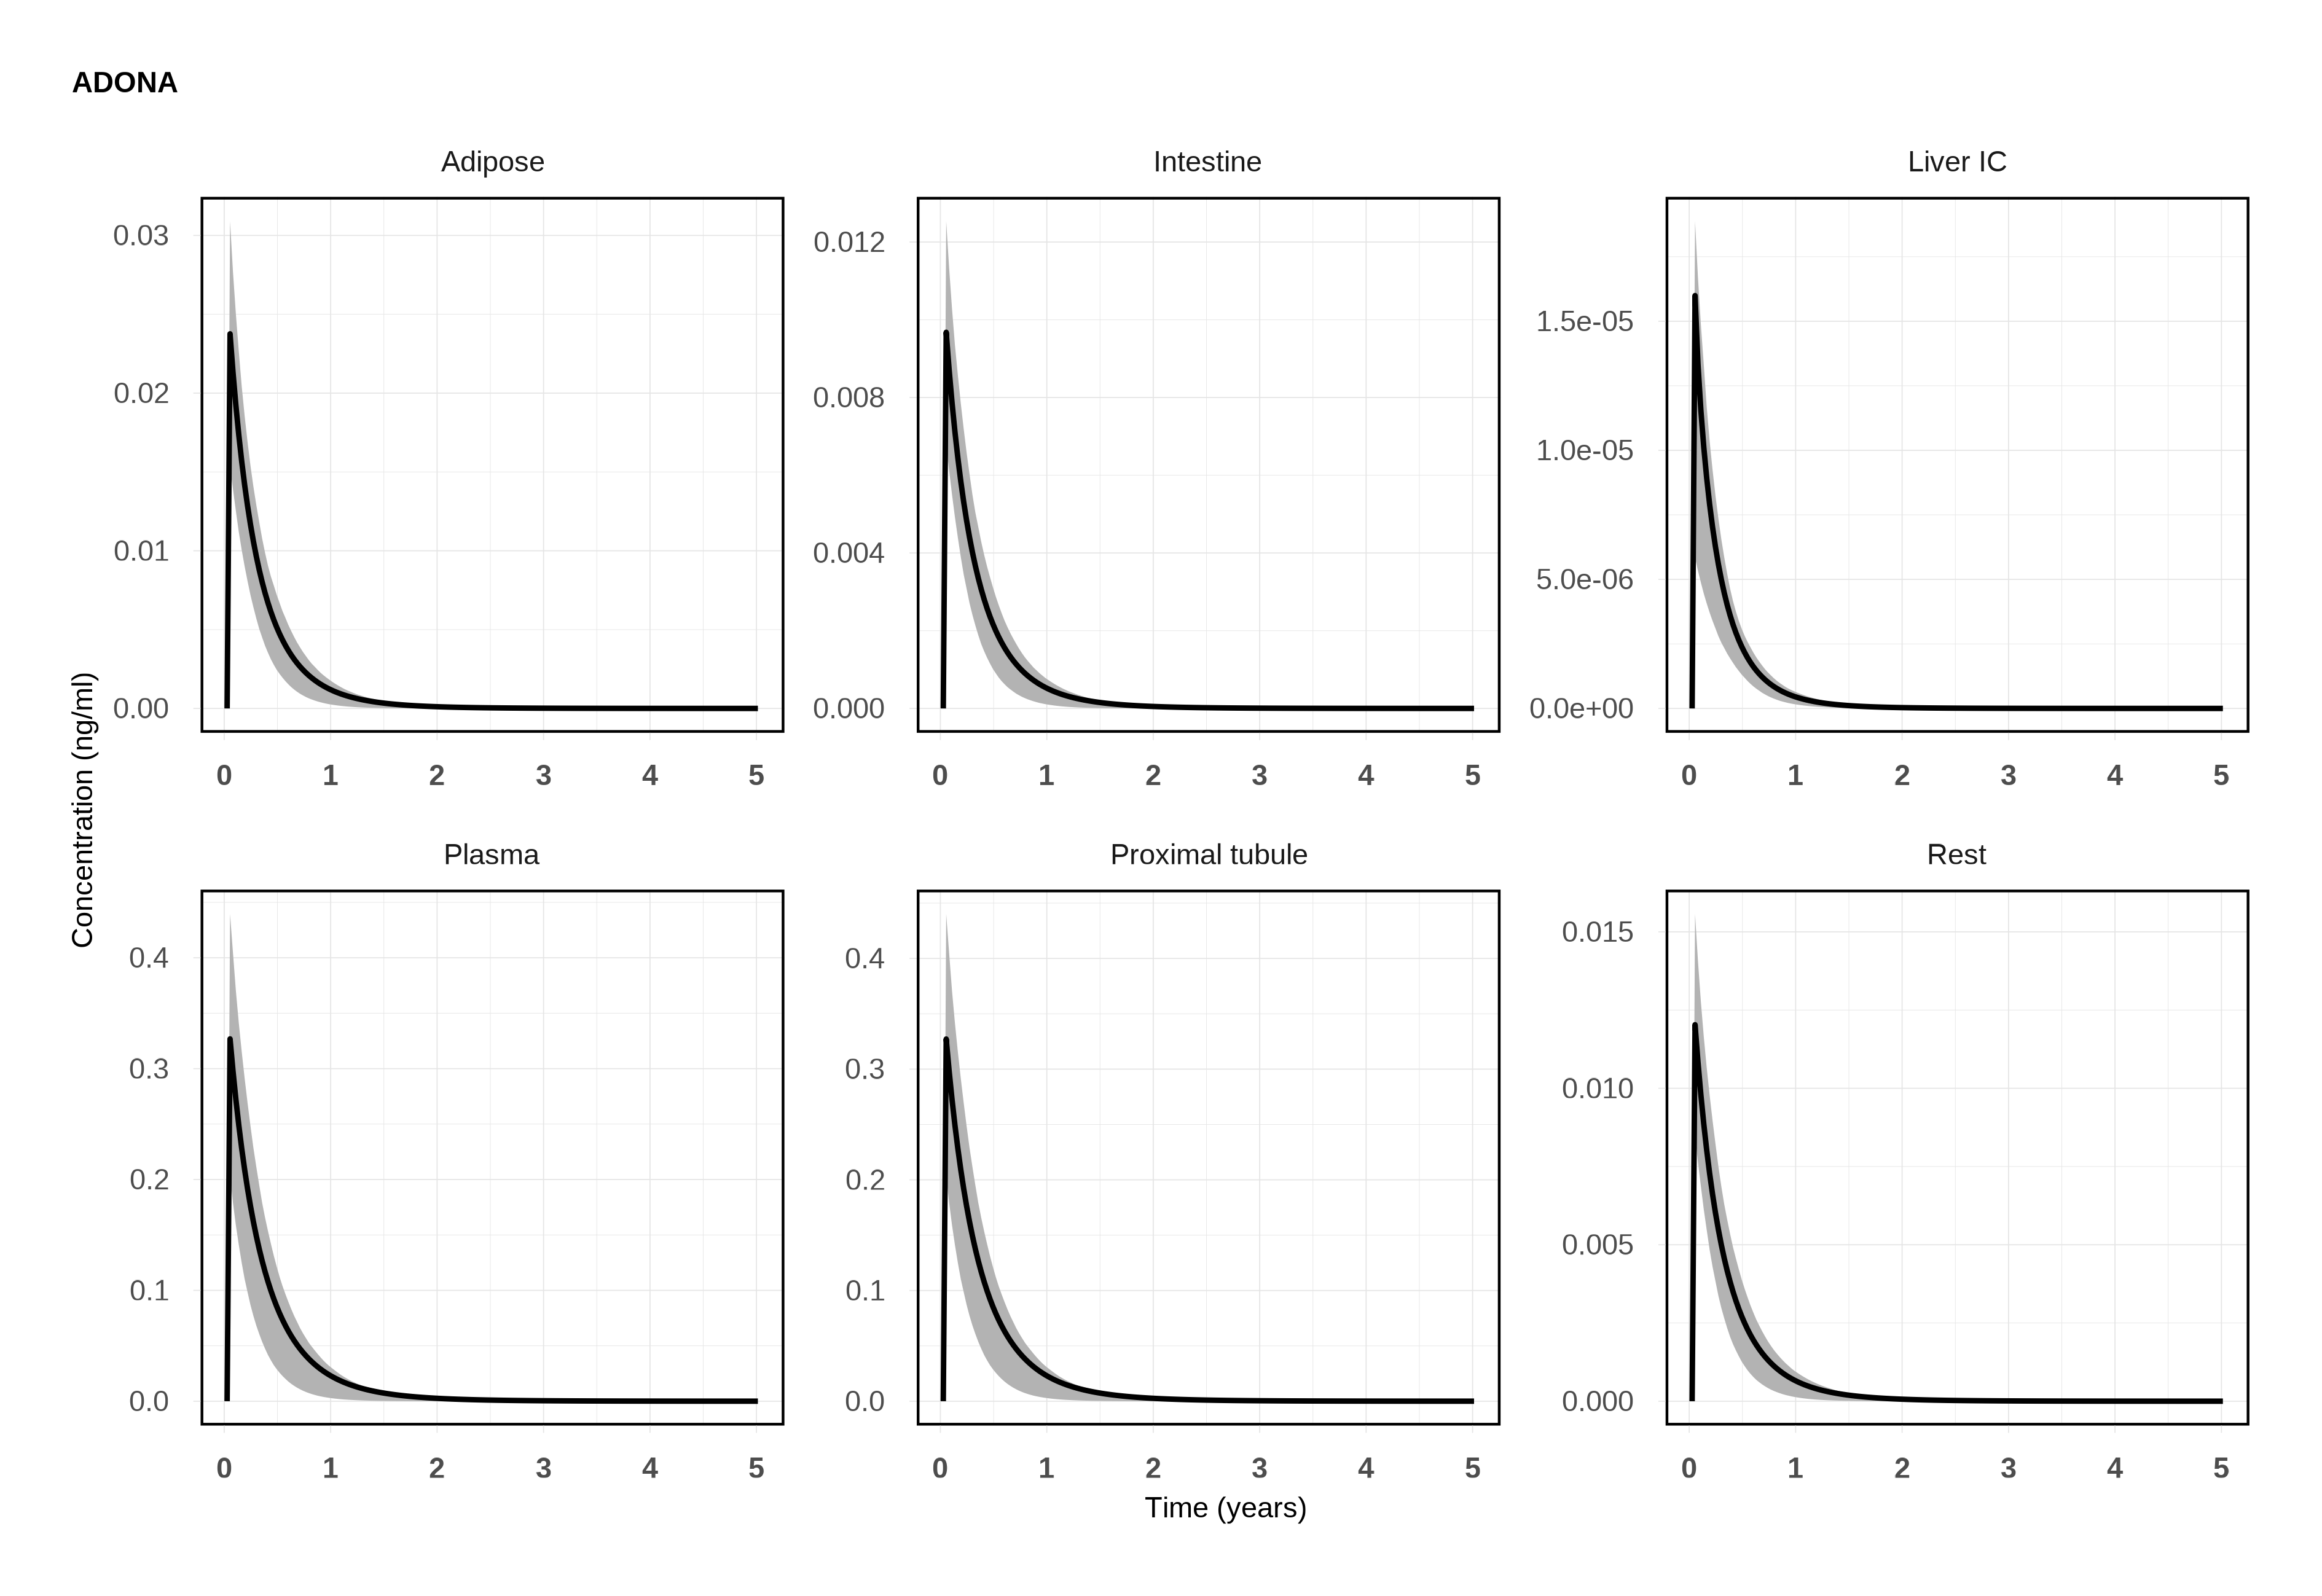 ADONA
Adipose
Intestine
Liver IC
0.03
0.02
0.01
0.00
0.012
0.008
0.004
0.000
1.5e-05
1.0e-05
5.0e-06
0.0e+00
0 1 2 3 4 5
0 1 2 3 4 5
0 1 2 3 4 5
Concentration (ng/ml)
Plasma
Proximal tubule
Rest
0.4
0.3
0.2
0.1
0.0
0.4
0.3
0.2
0.1
0.0
0.015
0.010
0.005
0.000
0 1 2 3 4 5
0 1 2 3 4 5
0 1 2 3 4 5
Time (years)